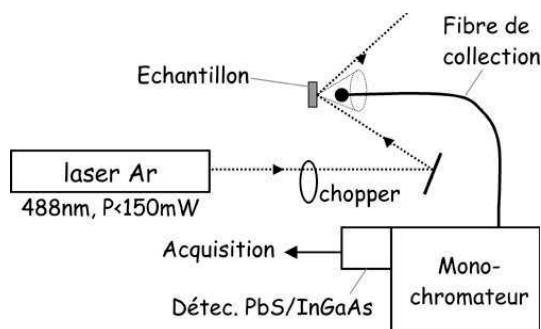 Fibre de
collection
Echantillon
laser Ar
chopper
488nm, P<150mW
Acquisition
Mono-
chromateur
Détec. PbS/InGaAs